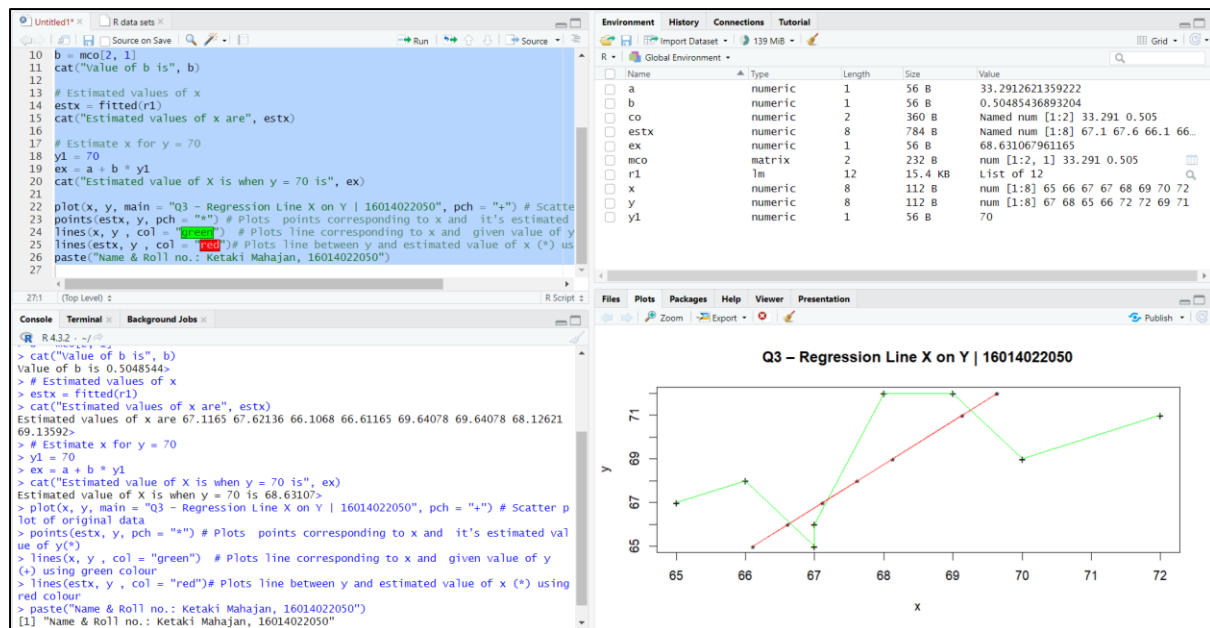 Untitled1* × R data sets ×
Source on Save Run Source
10 b = mco[2, 1]
11 cat("Value of b is", b)
12
13 # Estimated values of x
14 estx = fitted(r1)
15 cat("Estimated values of x are", estx)
16
17 # Estimate x for y = 70
18 y1 = 70
19 ex = a + b * y1
20 cat("Estimated value of X is when y = 70 is", ex)
21
22 plot(x, y, main = "Q3 – Regression Line X on Y | 16014022050", pch = "+") # Scatte
23 points(estx, y, pch = "*") # Plots points corresponding to x and it's estimated
24 lines(x, y , col = "green") # Plots line corresponding to x and given value of y
25 lines(estx, y , col = "red")# Plots line between y and estimated value of x (*) us
26 paste("Name & Roll no.: Ketaki Mahajan, 16014022050")
27
27:1 (Top Level) R Script
Console Terminal × Background Jobs ×
R 4.3.2 · ~/
> cat("Value of b is", b)
Value of b is 0.5048544>
> # Estimated values of x
> estx = fitted(r1)
> cat("Estimated values of x are", estx)
Estimated values of x are 67.1165 67.62136 66.1068 66.61165 69.64078 69.64078 68.12621
69.13592>
> # Estimate x for y = 70
> y1 = 70
> ex = a + b * y1
> cat("Estimated value of X is when y = 70 is", ex)
Estimated value of X is when y = 70 is 68.63107>
> plot(x, y, main = "Q3 – Regression Line X on Y | 16014022050", pch = "+") # Scatter p
lot of original data
> points(estx, y, pch = "*") # Plots points corresponding to x and it's estimated val
ue of y(*)
> lines(x, y , col = "green") # Plots line corresponding to x and given value of y
(+) using green colour
> lines(estx, y , col = "red")# Plots line between y and estimated value of x (*) using
red colour
> paste("Name & Roll no.: Ketaki Mahajan, 16014022050")
[1] "Name & Roll no.: Ketaki Mahajan, 16014022050"
Environment History Connections Tutorial
Import Dataset 139 MiB Grid
R Global Environment
Name Type Length Size Value
a numeric 1 56 B 33.2912621359222
b numeric 1 56 B 0.50485436893204
co numeric 2 360 B Named num [1:2] 33.291 0.505
estx numeric 8 784 B Named num [1:8] 67.1 67.6 66.1 66…
ex numeric 1 56 B 68.631067961165
mco matrix 2 232 B num [1:2, 1] 33.291 0.505
r1 lm 12 15.4 KB List of 12
x numeric 8 112 B num [1:8] 65 66 67 67 68 69 70 72
y numeric 8 112 B num [1:8] 67 68 65 66 72 72 69 71
y1 numeric 1 56 B 70
Files Plots Packages Help Viewer Presentation
Zoom Export Publish
Q3 – Regression Line X on Y | 16014022050
71
69
y
67
65
65 66 67 68 69 70 71 72
x